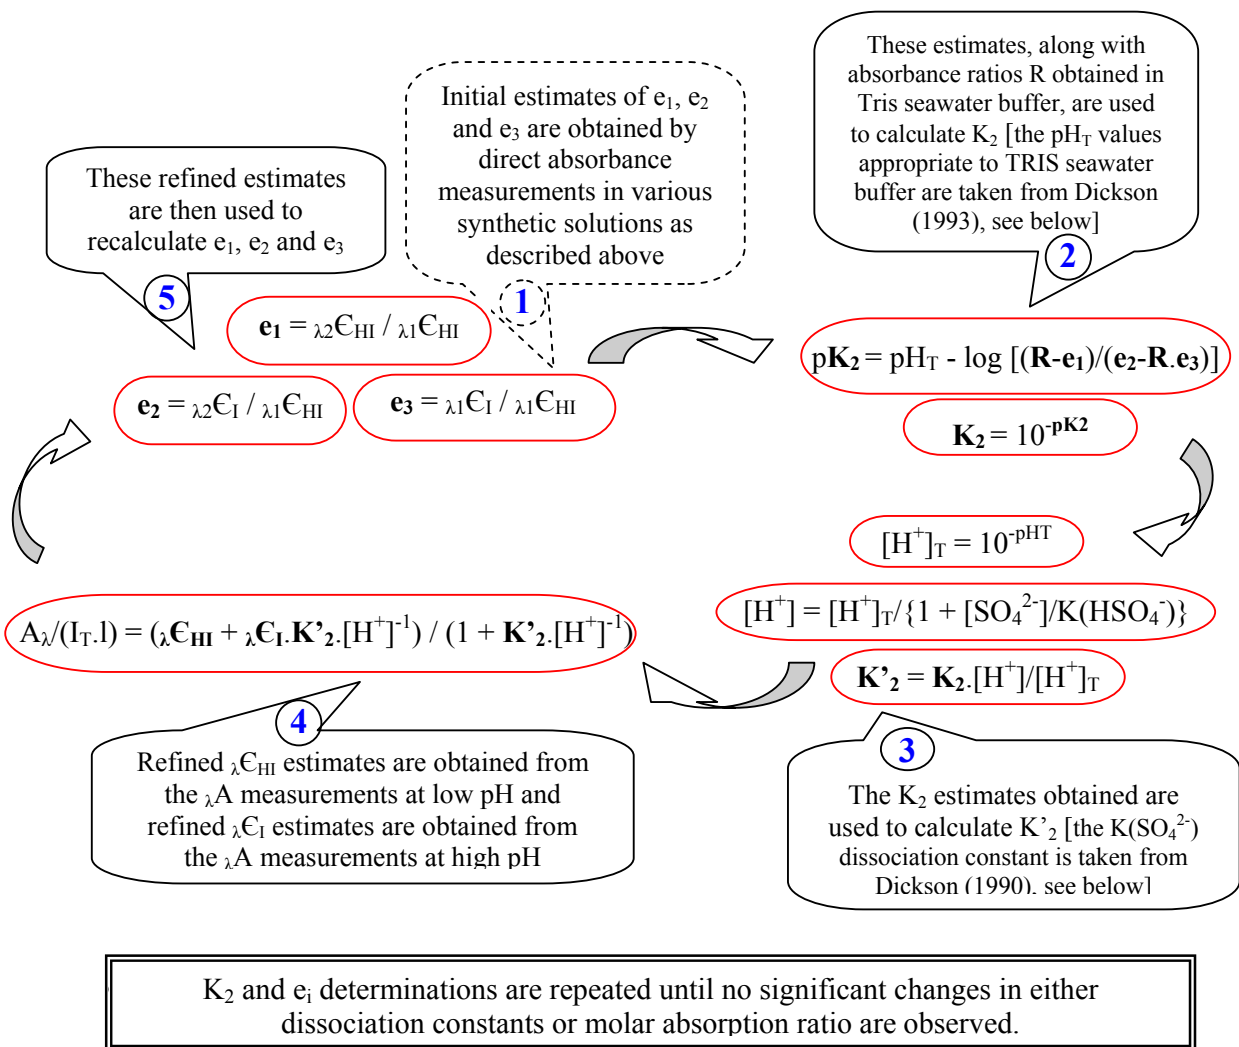 These estimates, along with
absorbance ratios R obtained in
Tris seawater buffer, are used
to calculate K₂ [the pH_T values
appropriate to TRIS seawater
buffer are taken from Dickson
(1993), see below]
2
Initial estimates of e₁, e₂
and e₃ are obtained by
direct absorbance
measurements in various
synthetic solutions as
described above
1
These refined estimates
are then used to
recalculate e₁, e₂ and e₃
5
e₁ = λ2ЄHI / λ1ЄHI
e₂ = λ2ЄI / λ1ЄHI
e₃ = λ1ЄI / λ1ЄHI
pK₂ = pH_T - log [(R-e₁)/(e₂-R.e₃)]
K₂ = 10^-pK2
[H⁺]_T = 10^-pHT
[H⁺] = [H⁺]_T/{1 + [SO₄²⁻]/K(HSO₄⁻)}
K’₂ = K₂.[H⁺]/[H⁺]_T
3
The K₂ estimates obtained are
used to calculate K’₂ [the K(SO₄²⁻)
dissociation constant is taken from
Dickson (1990), see below]
A_λ/(I_T.l) = (λЄHI + λЄI.K’₂.[H⁺]⁻¹) / (1 + K’₂.[H⁺]⁻¹)
4
Refined λЄHI estimates are obtained from
the λA measurements at low pH and
refined λЄI estimates are obtained from
the λA measurements at high pH
K₂ and eᵢ determinations are repeated until no significant changes in either
dissociation constants or molar absorption ratio are observed.